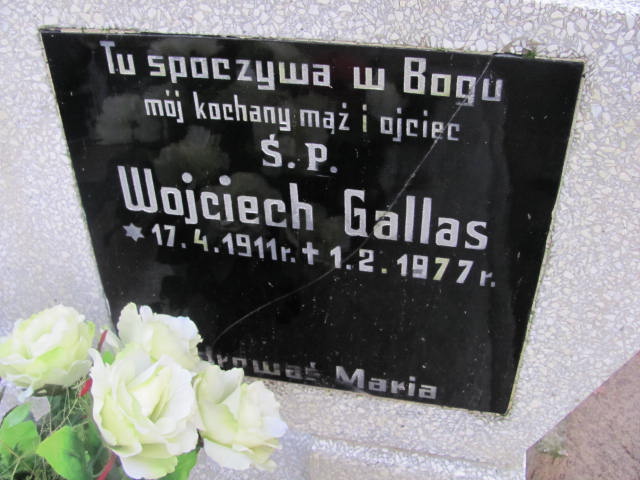 Tu spoczywa w Bogu
mój kochany mąż i ojciec
Ś.P.
Wojciech Gallas
* 17.4.1911r. + 1.2.1977r.
Maria